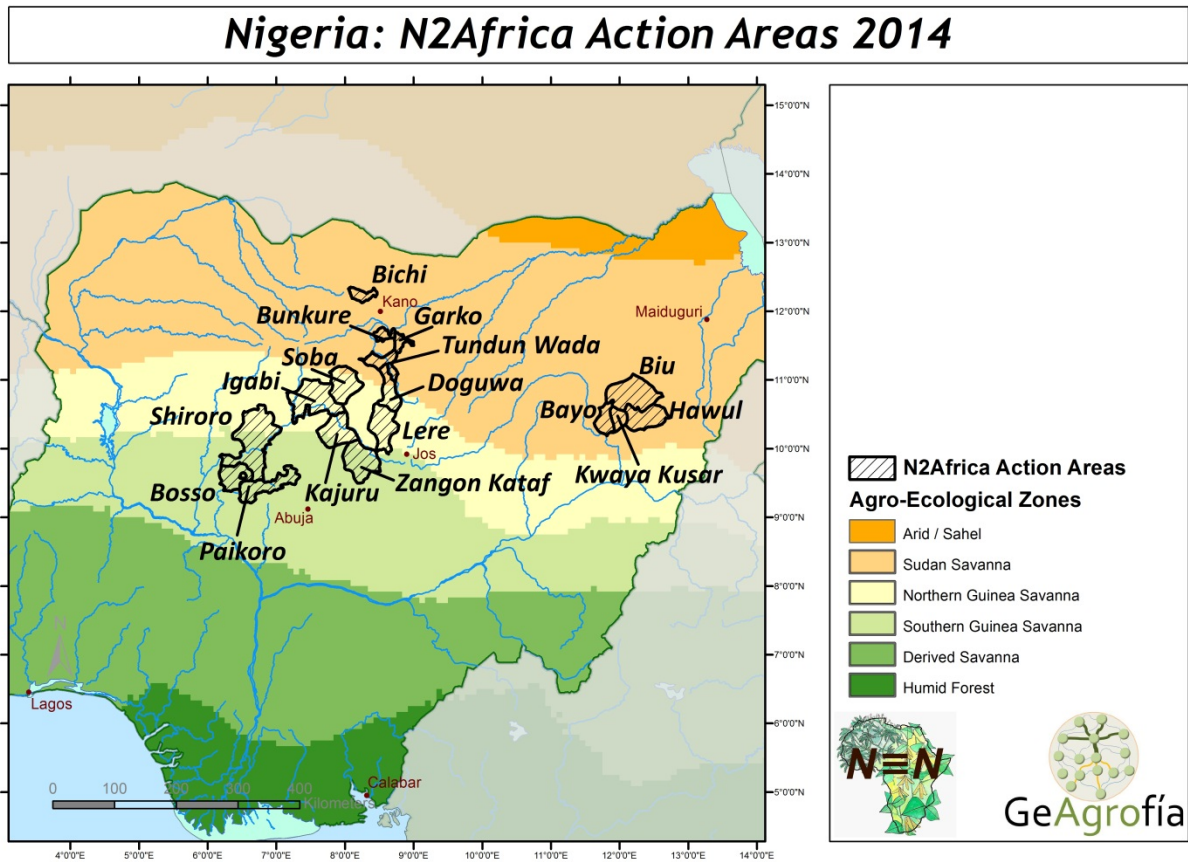 Nigeria: N2Africa Action Areas 2014
15°0'0"N
14°0'0"N
13°0'0"N
12°0'0"N
11°0'0"N
10°0'0"N
9°0'0"N
8°0'0"N
7°0'0"N
6°0'0"N
5°0'0"N
Bichi
Kano
Maiduguri
Bunkure
Garko
Tundun Wada
Soba
Biu
Igabi
Doguwa
Bayo
Hawul
Shiroro
Lere
Jos
Kwaya Kusar
Bosso
Kajuru
Zangon Kataf
Abuja
Paikoro
N
Lagos
Calabar
0 100 200 300 400
Kilometers
4°0'0"E 5°0'0"E 6°0'0"E 7°0'0"E 8°0'0"E 9°0'0"E 10°0'0"E 11°0'0"E 12°0'0"E 13°0'0"E 14°0'0"E
N2Africa Action Areas
Agro-Ecological Zones
Arid / Sahel
Sudan Savanna
Northern Guinea Savanna
Southern Guinea Savanna
Derived Savanna
Humid Forest
N≡N
GeAgrofía